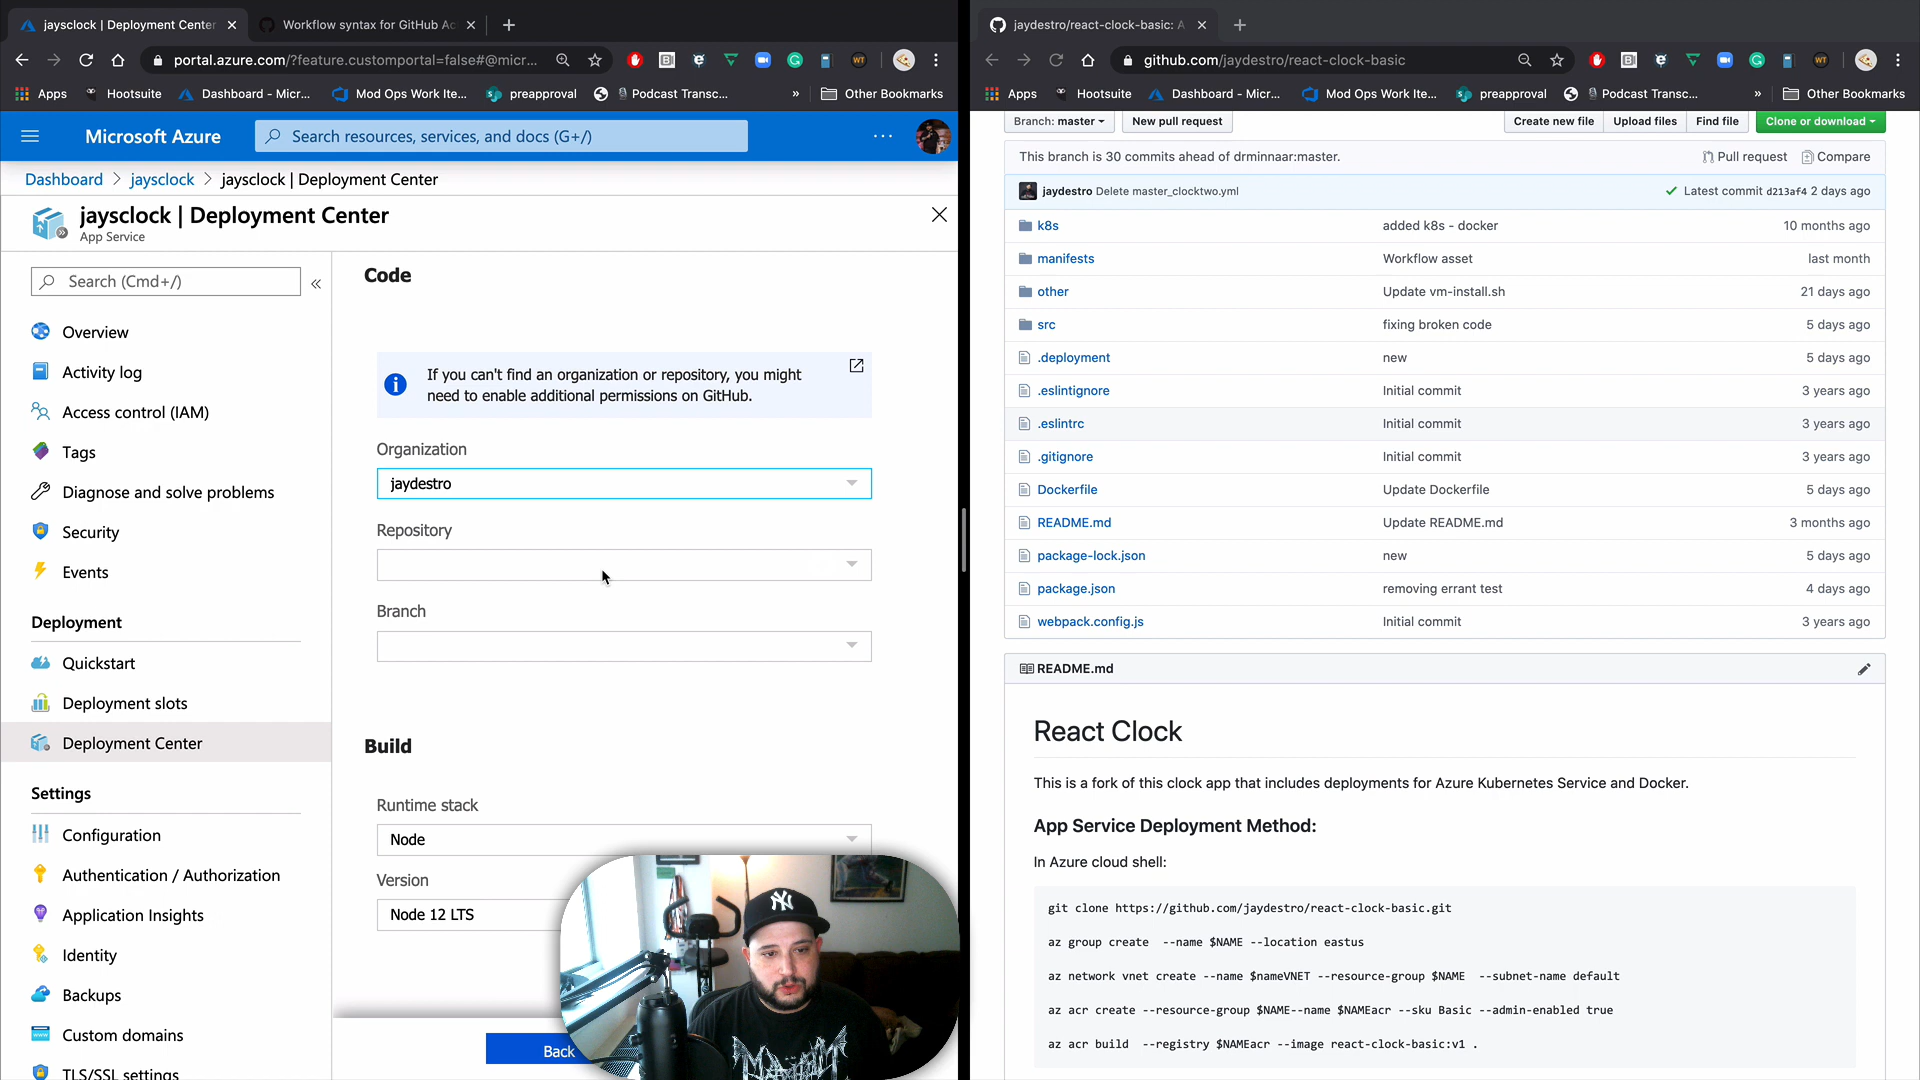 jaysclock | Deployment Center
Workflow syntax for GitHub Ac
portal.azure.com/?feature.customportal=false#@micr...
Apps
Hootsuite
Dashboard - Micr...
Mod Ops Work Ite...
preapproval
Podcast Transc...
»
Other Bookmarks
Microsoft Azure
Search resources, services, and docs (G+/)
Dashboard > jaysclock > jaysclock | Deployment Center
jaysclock | Deployment Center
App Service
Search (Cmd+/)
«
Overview
Activity log
Access control (IAM)
Tags
Diagnose and solve problems
Security
Events
Deployment
Quickstart
Deployment slots
Deployment Center
Settings
Configuration
Authentication / Authorization
Application Insights
Identity
Backups
Custom domains
TLS/SSL settings
Code
If you can't find an organization or repository, you might
need to enable additional permissions on GitHub.
Organization
jaydestro
Repository
Branch
Build
Runtime stack
Node
Version
Node 12 LTS
Back
jaydestro/react-clock-basic: A
github.com/jaydestro/react-clock-basic
Apps
Hootsuite
Dashboard - Micr...
Mod Ops Work Ite...
preapproval
Podcast Transc...
»
Other Bookmarks
Branch: master
New pull request
Create new file
Upload files
Find file
Clone or download
This branch is 30 commits ahead of drminnaar:master.
Pull request
Compare
jaydestro Delete master_clocktwo.yml
Latest commit d213af4 2 days ago
k8s added k8s - docker 10 months ago
manifests Workflow asset last month
other Update vm-install.sh 21 days ago
src fixing broken code 5 days ago
.deployment new 5 days ago
.eslintignore Initial commit 3 years ago
.eslintrc Initial commit 3 years ago
.gitignore Initial commit 3 years ago
Dockerfile Update Dockerfile 5 days ago
README.md Update README.md 3 months ago
package-lock.json new 5 days ago
package.json removing errant test 4 days ago
webpack.config.js Initial commit 3 years ago
README.md
React Clock
This is a fork of this clock app that includes deployments for Azure Kubernetes Service and Docker.
App Service Deployment Method:
In Azure cloud shell:
git clone https://github.com/jaydestro/react-clock-basic.git
az group create --name $NAME --location eastus
az network vnet create --name $nameVNET --resource-group $NAME --subnet-name default
az acr create --resource-group $NAME--name $NAMEacr --sku Basic --admin-enabled true
az acr build --registry $NAMEacr --image react-clock-basic:v1 .